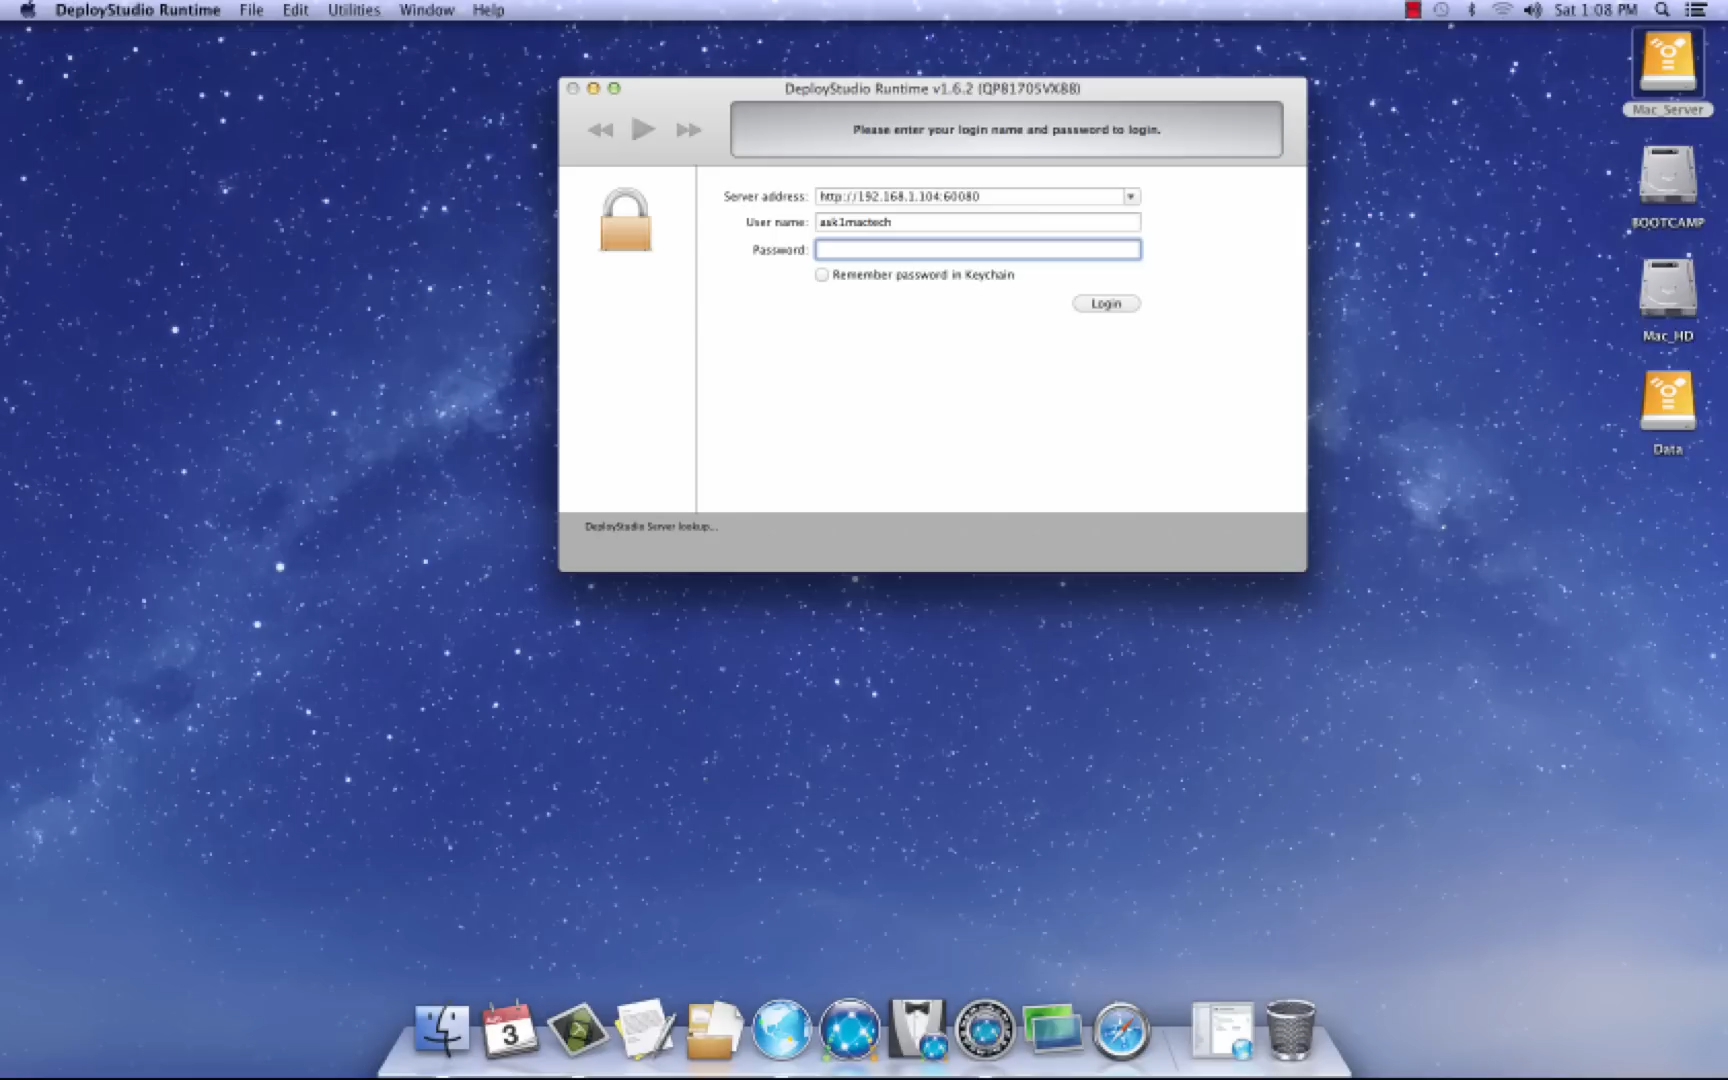 DeployStudio Runtime File Edit Utilities Window Help Sat 1:08 PM
DeployStudio Runtime v1.6.2 (QP81705VX88)
Please enter your login name and password to login.
Server address: http://192.168.1.104:60080
User name: ask1mactech
Password:
Remember password in Keychain
Login
DeployStudio Server lookup...
Mac_Server
BOOTCAMP
Mac_HD
Data
3